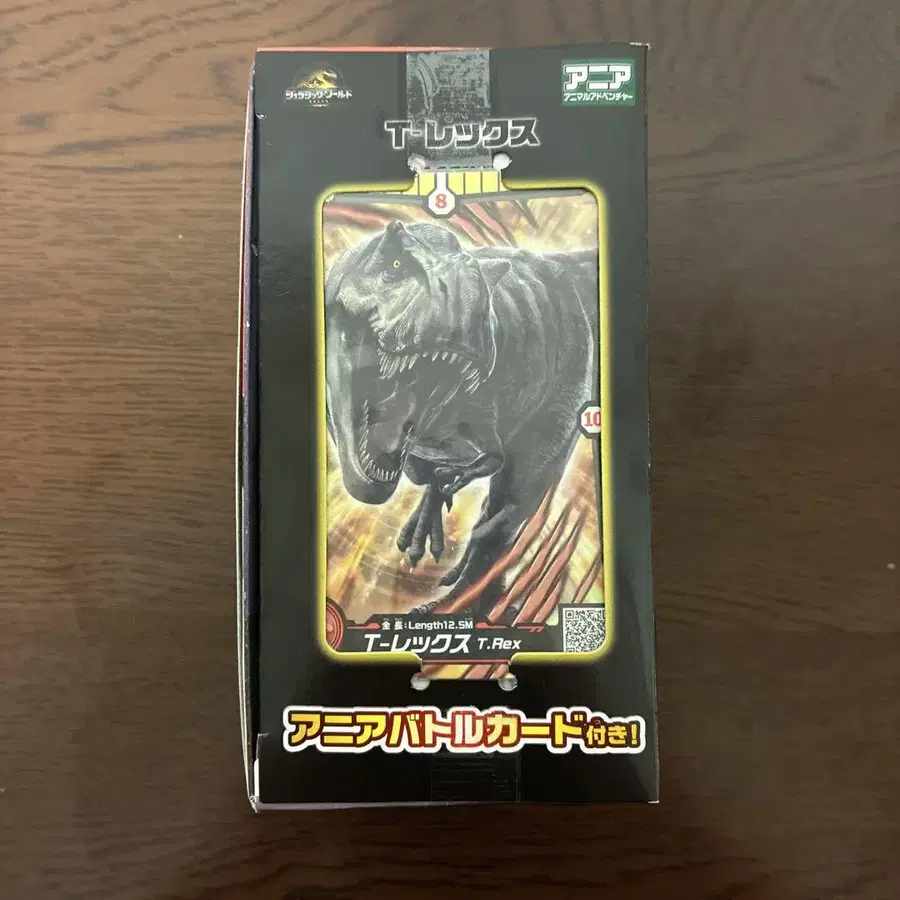 ジュラシック・ワールド
アニア
アニマルアドベンチャー
T-レックス
8
10
全長:Length12.5M
T-レックス T.Rex
アニアバトルカード付き!